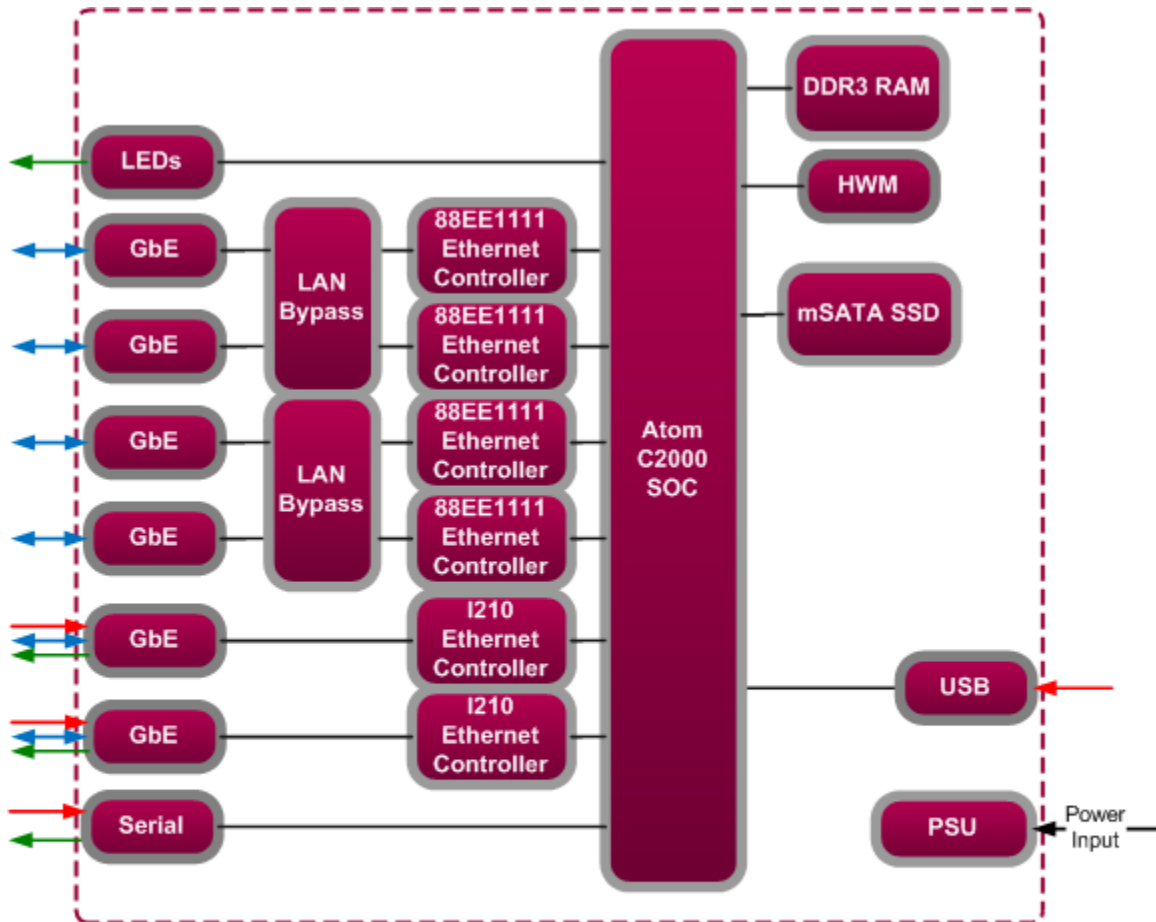 DDR3 RAM
LEDs
HWM
GbE
LAN
Bypass
88EE1111
Ethernet
Controller
mSATA SSD
GbE
88EE1111
Ethernet
Controller
GbE
LAN
Bypass
88EE1111
Ethernet
Controller
Atom
C2000
SOC
GbE
88EE1111
Ethernet
Controller
GbE
I210
Ethernet
Controller
USB
GbE
I210
Ethernet
Controller
Serial
PSU
Power
Input